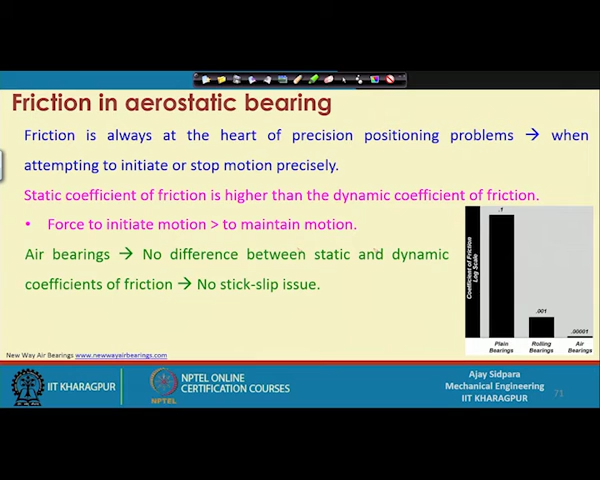 Friction in aerostatic bearing
Friction is always at the heart of precision positioning problems → when
attempting to initiate or stop motion precisely.
Static coefficient of friction is higher than the dynamic coefficient of friction.
• Force to initiate motion > to maintain motion.
Air bearings → No difference between static and dynamic
coefficients of friction → No stick-slip issue.
Coefficient of Friction
Log Scale
.1
.001
.00001
Plain
Bearings
Rolling
Bearings
Air
Bearings
New Way Air Bearings www.newwayairbearings.com
IIT KHARAGPUR
NPTEL
NPTEL ONLINE
CERTIFICATION COURSES
Ajay Sidpara
Mechanical Engineering
IIT KHARAGPUR
71